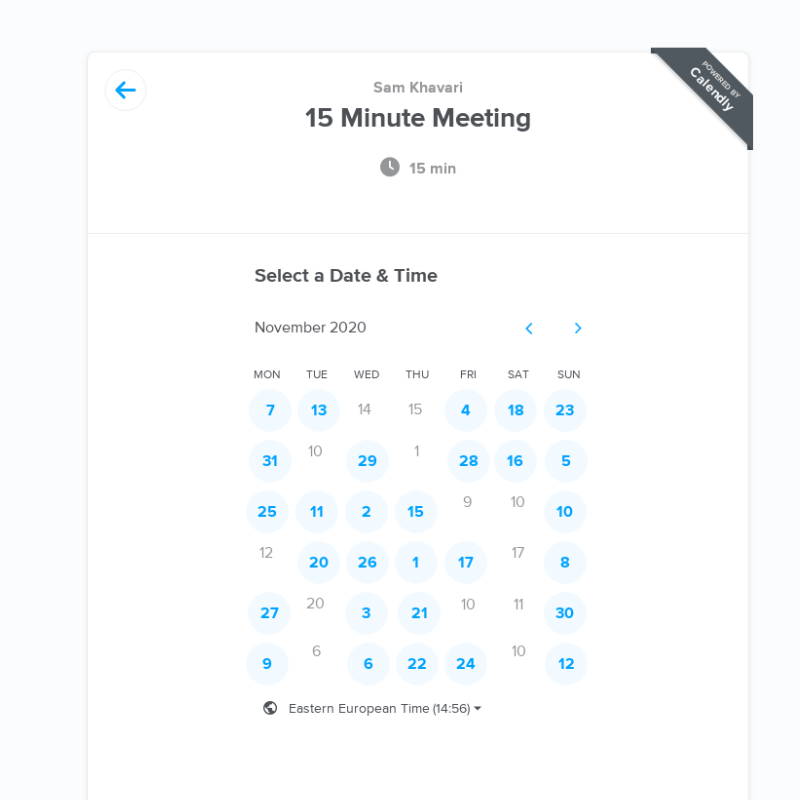 Sam Khavari
15 Minute Meeting
POWERED BY
Calendly
15 min
Select a Date & Time
November 2020
MON TUE WED THU FRI SAT SUN
7 13 14 15 4 18 23
31 10 29 1 28 16 5
25 11 2 15 9 10 10
12 20 26 1 17 17 8
27 20 3 21 10 11 30
9 6 6 22 24 10 12
Eastern European Time (14:56)